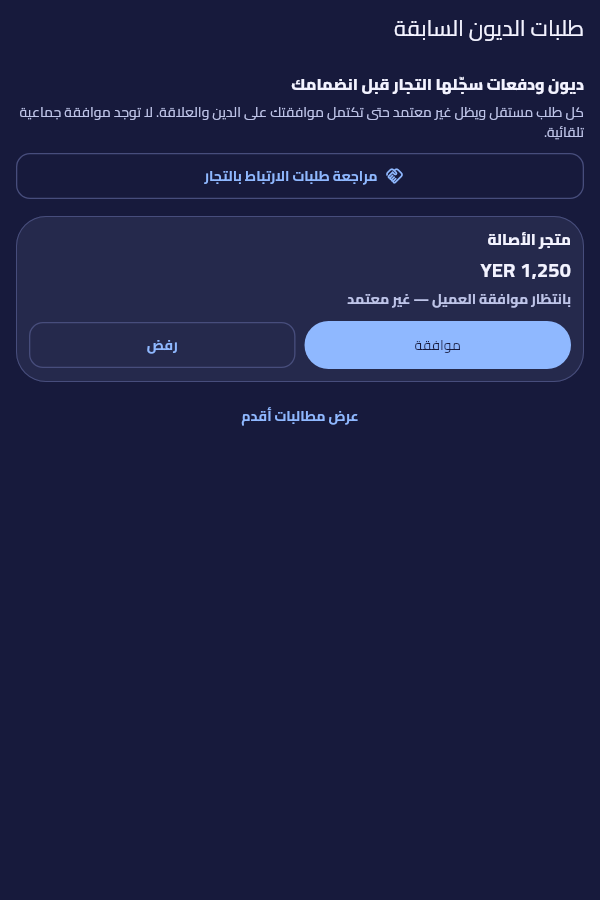 طلبات الديون السابقة
ديون ودفعات سجّلها التجار قبل انضمامك
كل طلب مستقل ويظل غير معتمد حتى تكتمل موافقتك على الدين والعلاقة. لا توجد موافقة جماعية
تلقائية.
مراجعة طلبات الارتباط بالتجار
متجر الأصالة
YER 1,250
بانتظار موافقة العميل — غير معتمد
موافقة
رفض
عرض مطالبات أقدم